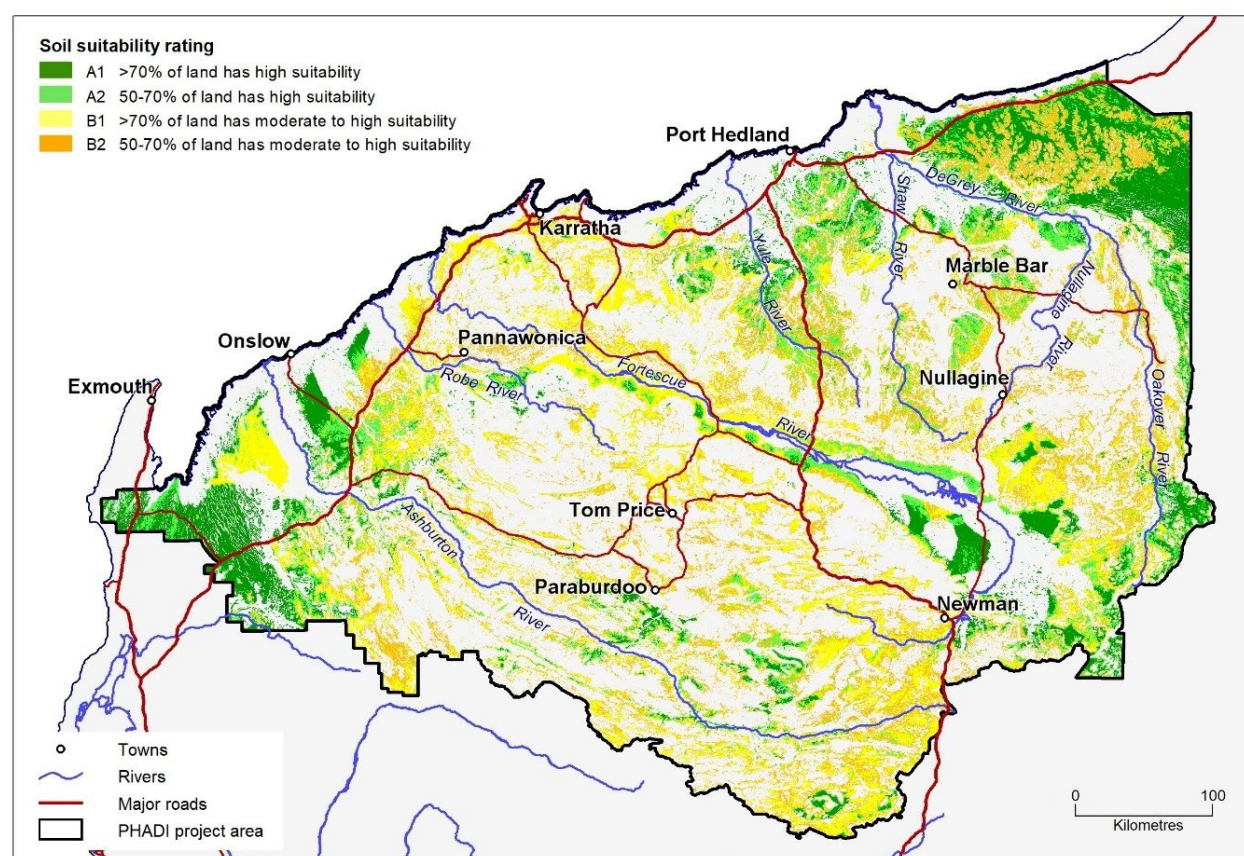 Soil suitability rating
A1 >70% of land has high suitability
A2 50-70% of land has high suitability
B1 >70% of land has moderate to high suitability
B2 50-70% of land has moderate to high suitability
Port Hedland
DeGrey River
Shaw River
Karratha
Yule River
Marble Bar
Nullagine River
Onslow
Pannawonica
Exmouth
Robe River
Fortescue River
Nullagine
Oakover River
Tom Price
Ashburton River
Paraburdoo
Newman
Towns
Rivers
Major roads
PHADI project area
0 100
Kilometres